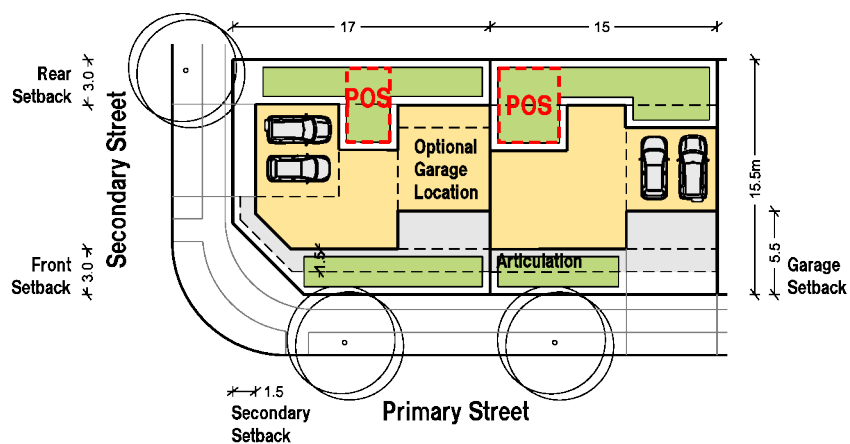 17
15
Rear
Setback
3.0
Secondary Street
POS
POS
Optional
Garage
Location
15.5m
5.5
Front
Setback
3.0
1.5
Articulation
Garage
Setback
1.5
Secondary
Setback
Primary Street